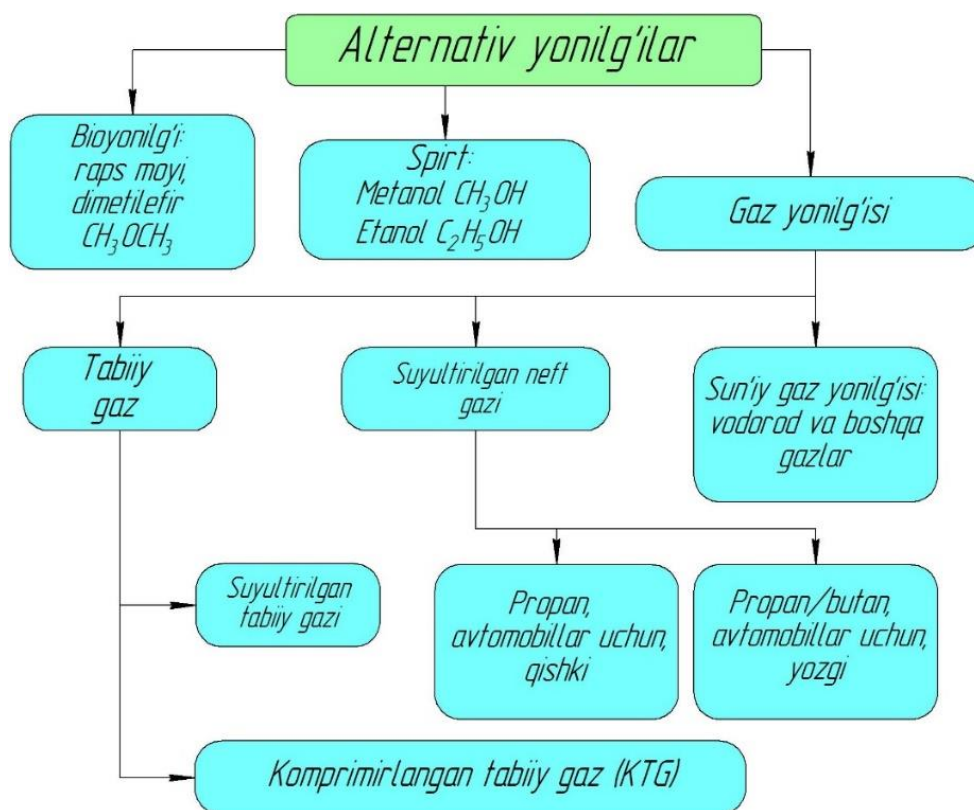 Alternativ yonilg'ilar
Bioyonilg'i:
raps moyi,
dimetilefir
CH₃OCH₃
Spirt:
Metanol CH₃OH
Etanol C₂H₅OH
Gaz yonilg'isi
Tabiiy
gaz
Suyultirilgan neft
gazi
Sun'iy gaz yonilg'isi:
vodorod va boshqa
gazlar
Suyultirilgan
tabiiy gazi
Propan,
avtomobillar uchun,
qishki
Propan/butan,
avtomobillar uchun,
yozgi
Komprimirlangan tabiiy gaz (KTG)